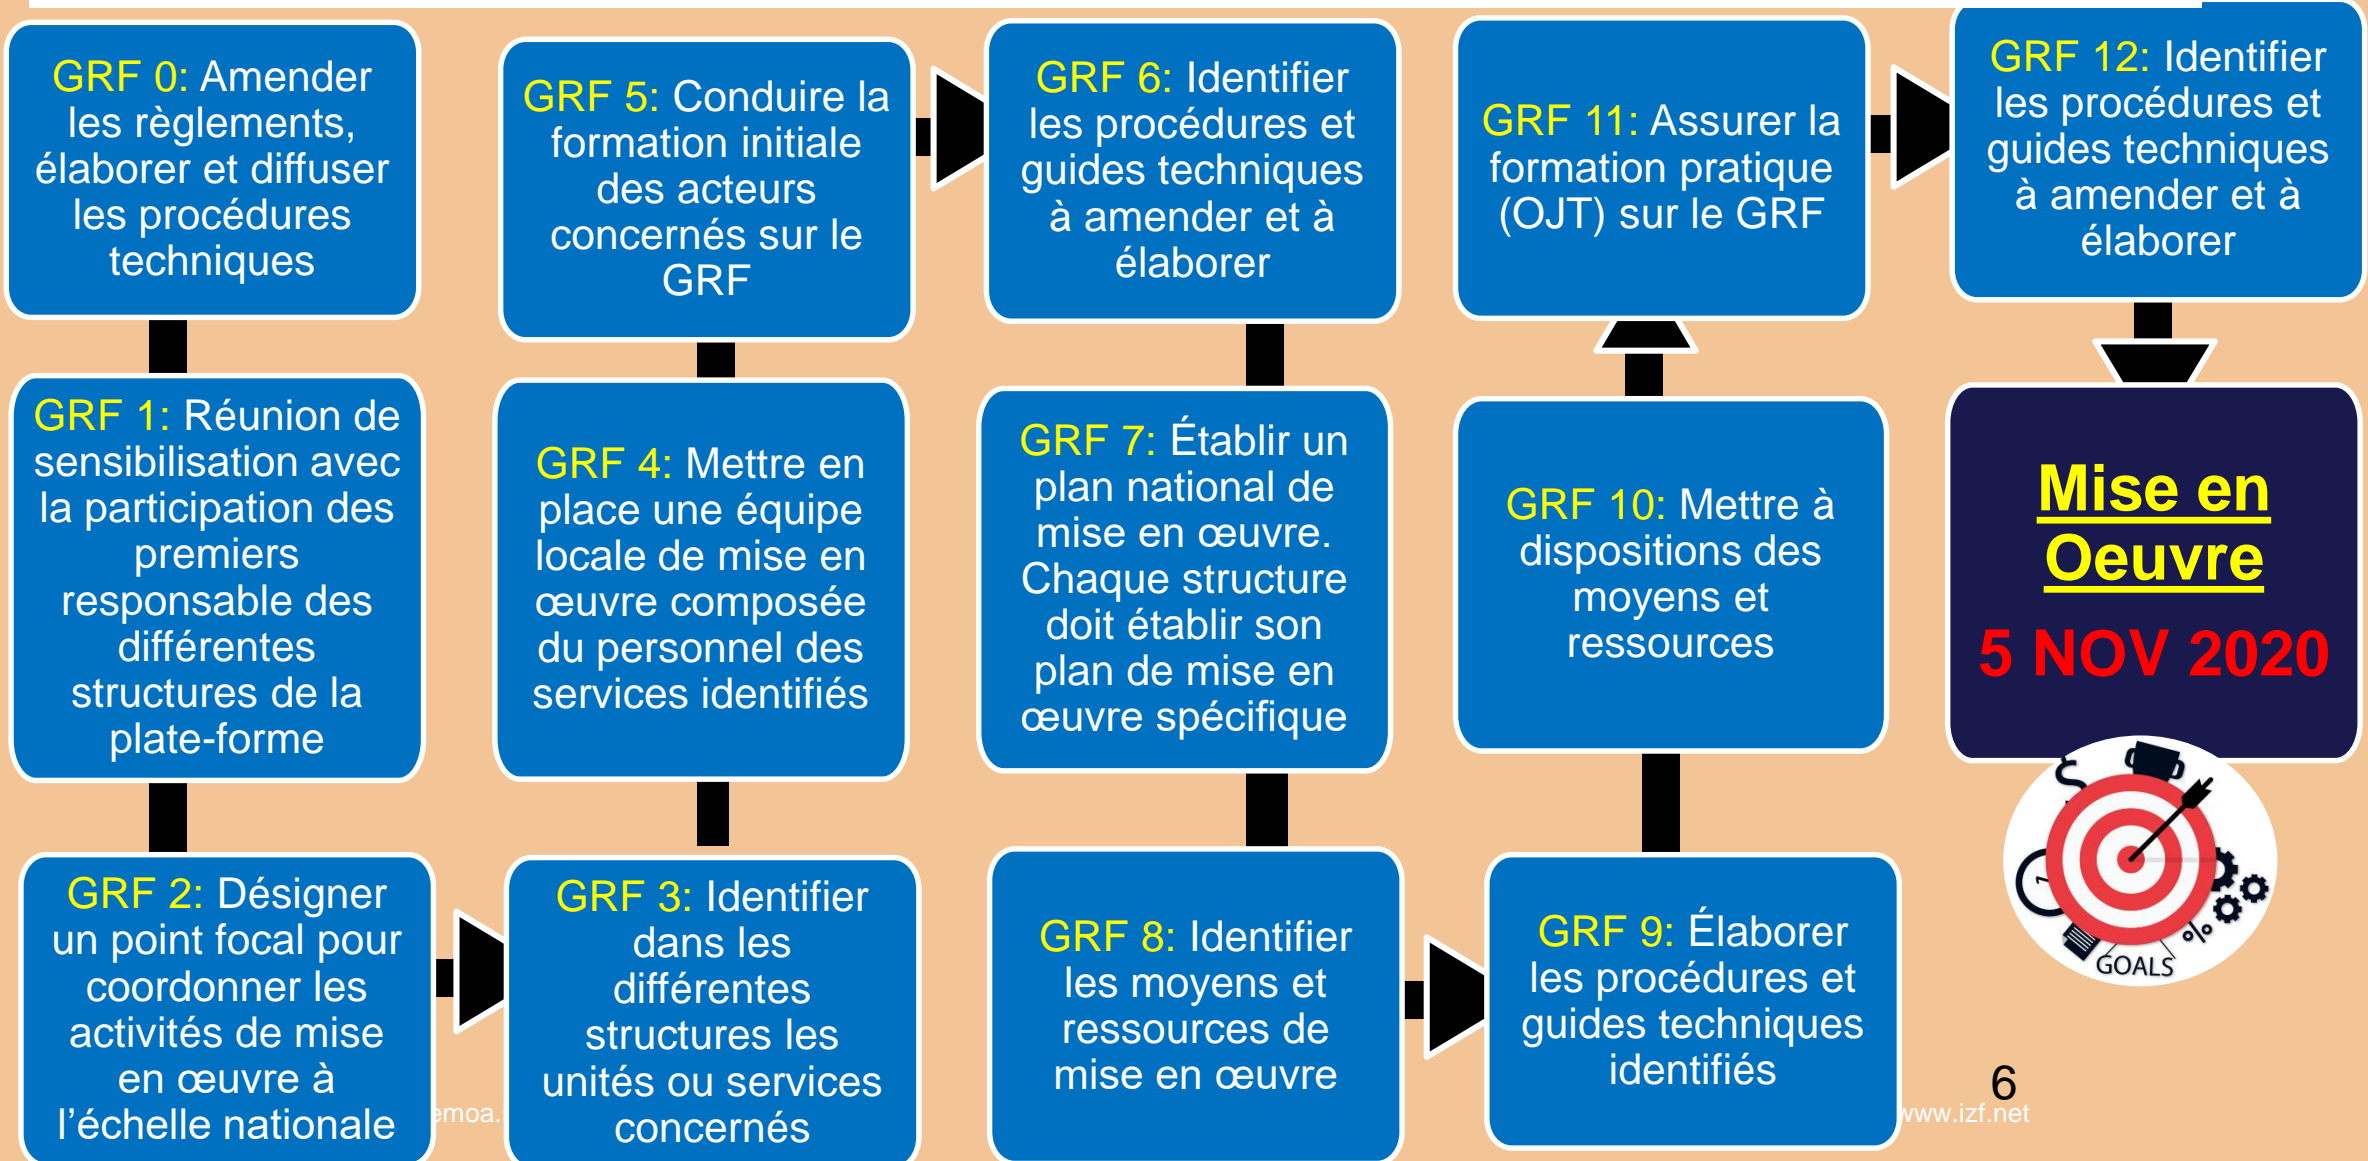 GRF 0: Amender
les règlements,
élaborer et diffuser
les procédures
techniques
GRF 1: Réunion de
sensibilisation avec
la participation des
premiers
responsable des
différentes
structures de la
plate-forme
GRF 2: Désigner
un point focal pour
coordonner les
activités de mise
en œuvre à
l’échelle nationale
GRF 3: Identifier
dans les
différentes
structures les
unités ou services
concernés
GRF 4: Mettre en
place une équipe
locale de mise en
œuvre composée
du personnel des
services identifiés
GRF 5: Conduire la
formation initiale
des acteurs
concernés sur le
GRF
GRF 6: Identifier
les procédures et
guides techniques
à amender et à
élaborer
GRF 7: Établir un
plan national de
mise en œuvre.
Chaque structure
doit établir son
plan de mise en
œuvre spécifique
GRF 8: Identifier
les moyens et
ressources de
mise en œuvre
GRF 9: Élaborer
les procédures et
guides techniques
identifiés
GRF 10: Mettre à
dispositions des
moyens et
ressources
GRF 11: Assurer la
formation pratique
(OJT) sur le GRF
GRF 12: Identifier
les procédures et
guides techniques
à amender et à
élaborer
Mise en
Oeuvre
5 NOV 2020
%
GOALS
6
www.izf.net